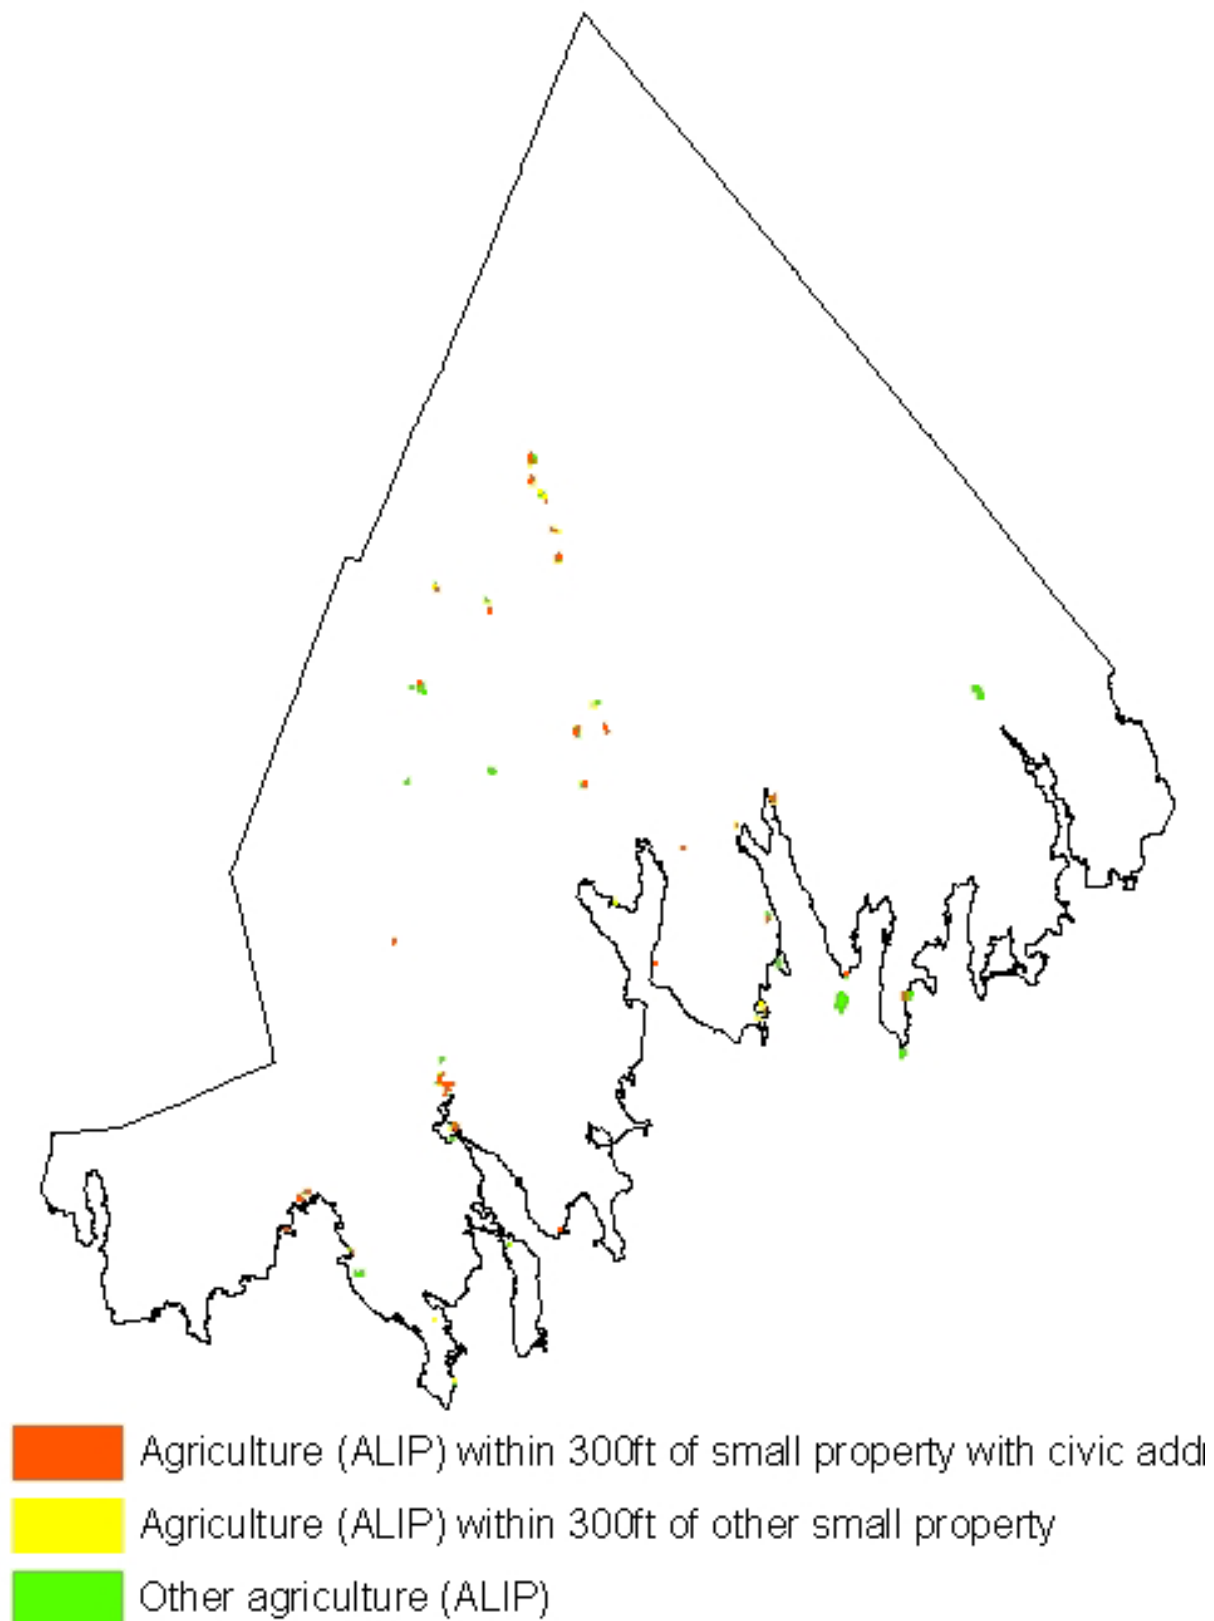 Agriculture (ALIP) within 300ft of small property with civic add
Agriculture (ALIP) within 300ft of other small property
Other agriculture (ALIP)